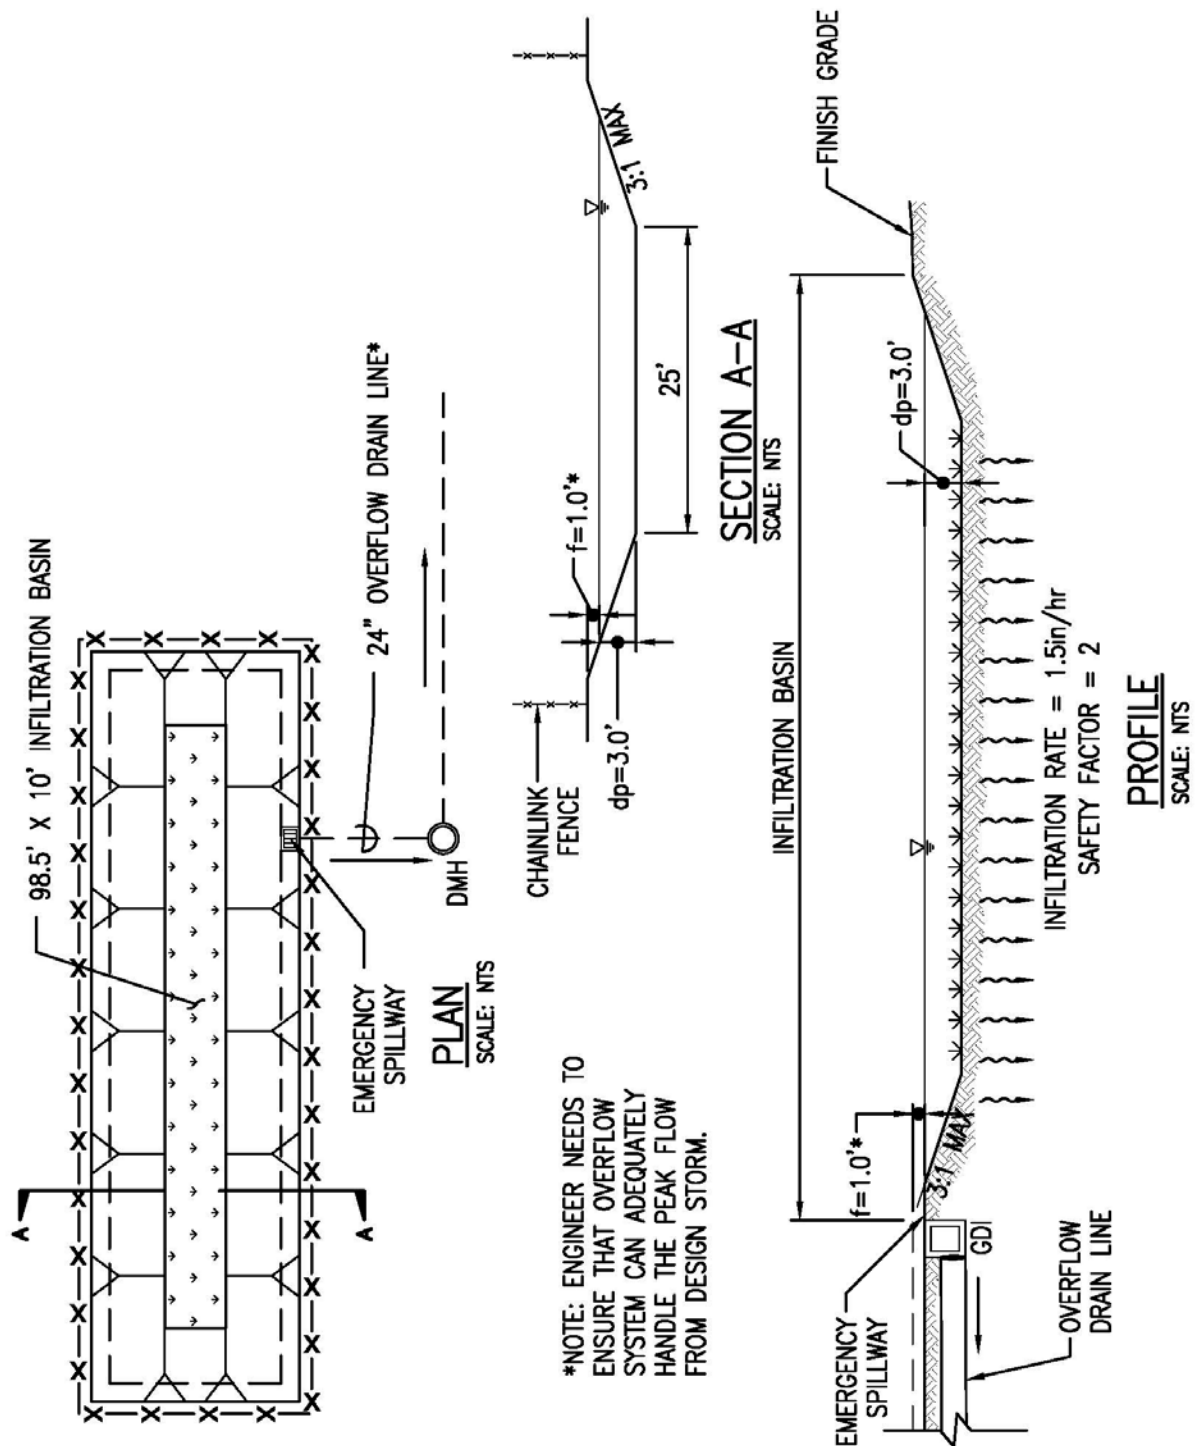 98.5' X 10' INFILTRATION BASIN
A
A
EMERGENCY
SPILLWAY
DMH
24" OVERFLOW DRAIN LINE*
PLAN
SCALE: NTS
*NOTE: ENGINEER NEEDS TO
ENSURE THAT OVERFLOW
SYSTEM CAN ADEQUATELY
HANDLE THE PEAK FLOW
FROM DESIGN STORM.
CHAINLINK
FENCE
dp=3.0'
f=1.0'*
3:1 MAX
25'
SECTION A-A
SCALE: NTS
INFILTRATION BASIN
FINISH GRADE
f=1.0'*
3:1 MAX
dp=3.0'
EMERGENCY
SPILLWAY
GDI
OVERFLOW
DRAIN LINE
INFILTRATION RATE = 1.5in/hr
SAFETY FACTOR = 2
PROFILE
SCALE: NTS